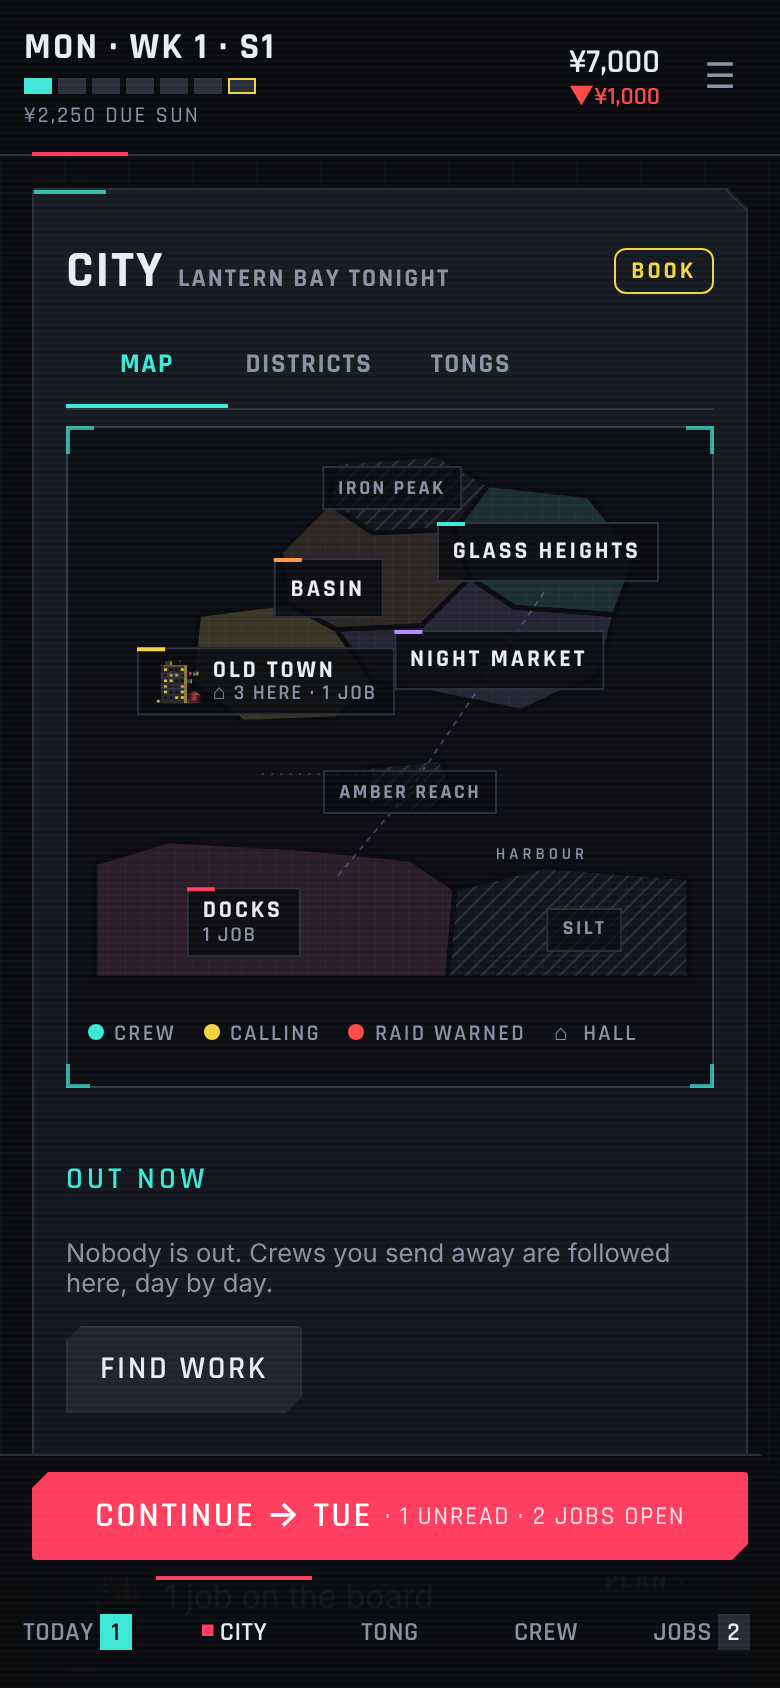 MON · WK 1 · S1
¥7,000
▼¥1,000
¥2,250 DUE SUN
CITY LANTERN BAY TONIGHT
BOOK
MAP DISTRICTS TONGS
IRON PEAK
GLASS HEIGHTS
BASIN
NIGHT MARKET
OLD TOWN
⌂ 3 HERE · 1 JOB
AMBER REACH
HARBOUR
DOCKS
1 JOB
SILT
CREW CALLING RAID WARNED ⌂ HALL
OUT NOW
Nobody is out. Crews you send away are followed
here, day by day.
FIND WORK
CONTINUE → TUE · 1 UNREAD · 2 JOBS OPEN
1 job on the board
PLAN
TODAY 1 CITY TONG CREW JOBS 2